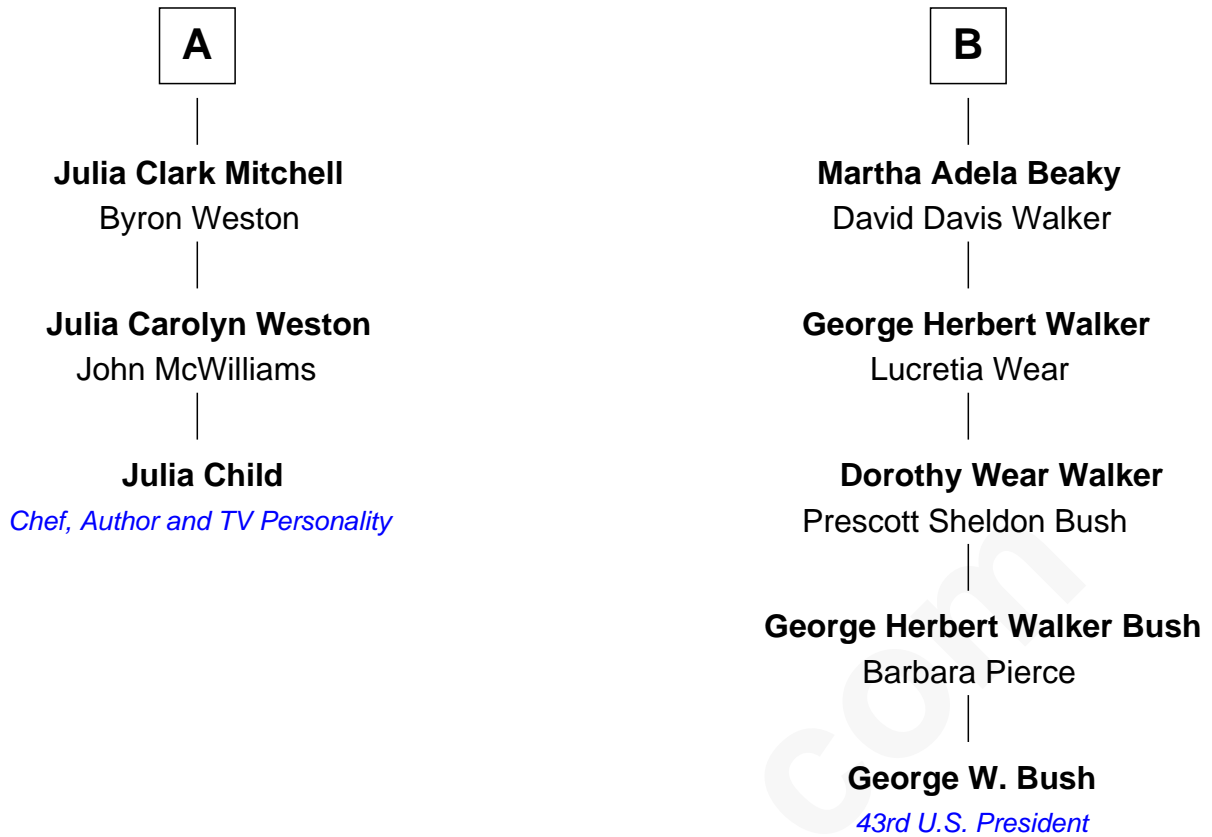 A
Julia Clark Mitchell
Byron Weston
Julia Carolyn Weston
John McWilliams
Julia Child
Chef, Author and TV Personality
B
Martha Adela Beaky
David Davis Walker
George Herbert Walker
Lucretia Wear
Dorothy Wear Walker
Prescott Sheldon Bush
George Herbert Walker Bush
Barbara Pierce
George W. Bush
43rd U.S. President
com